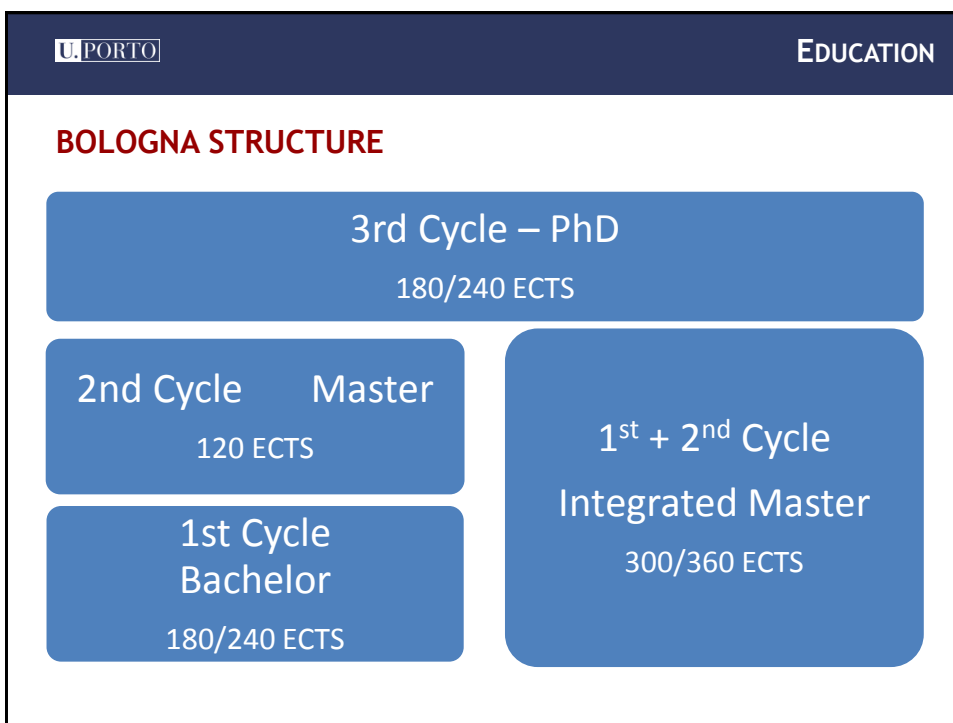 U.PORTO
EDUCATION
BOLOGNA STRUCTURE
3rd Cycle – PhD
180/240 ECTS
2nd Cycle Master
120 ECTS
1st Cycle
Bachelor
180/240 ECTS
1st + 2nd Cycle
Integrated Master
300/360 ECTS